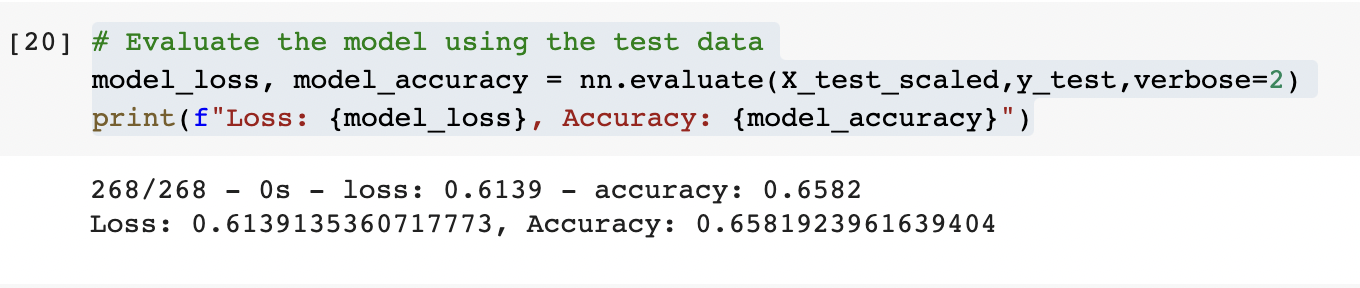 [20] # Evaluate the model using the test data
model_loss, model_accuracy = nn.evaluate(X_test_scaled,y_test,verbose=2)
print(f"Loss: {model_loss}, Accuracy: {model_accuracy}")
268/268 - 0s - loss: 0.6139 - accuracy: 0.6582
Loss: 0.6139135360717773, Accuracy: 0.6581923961639404